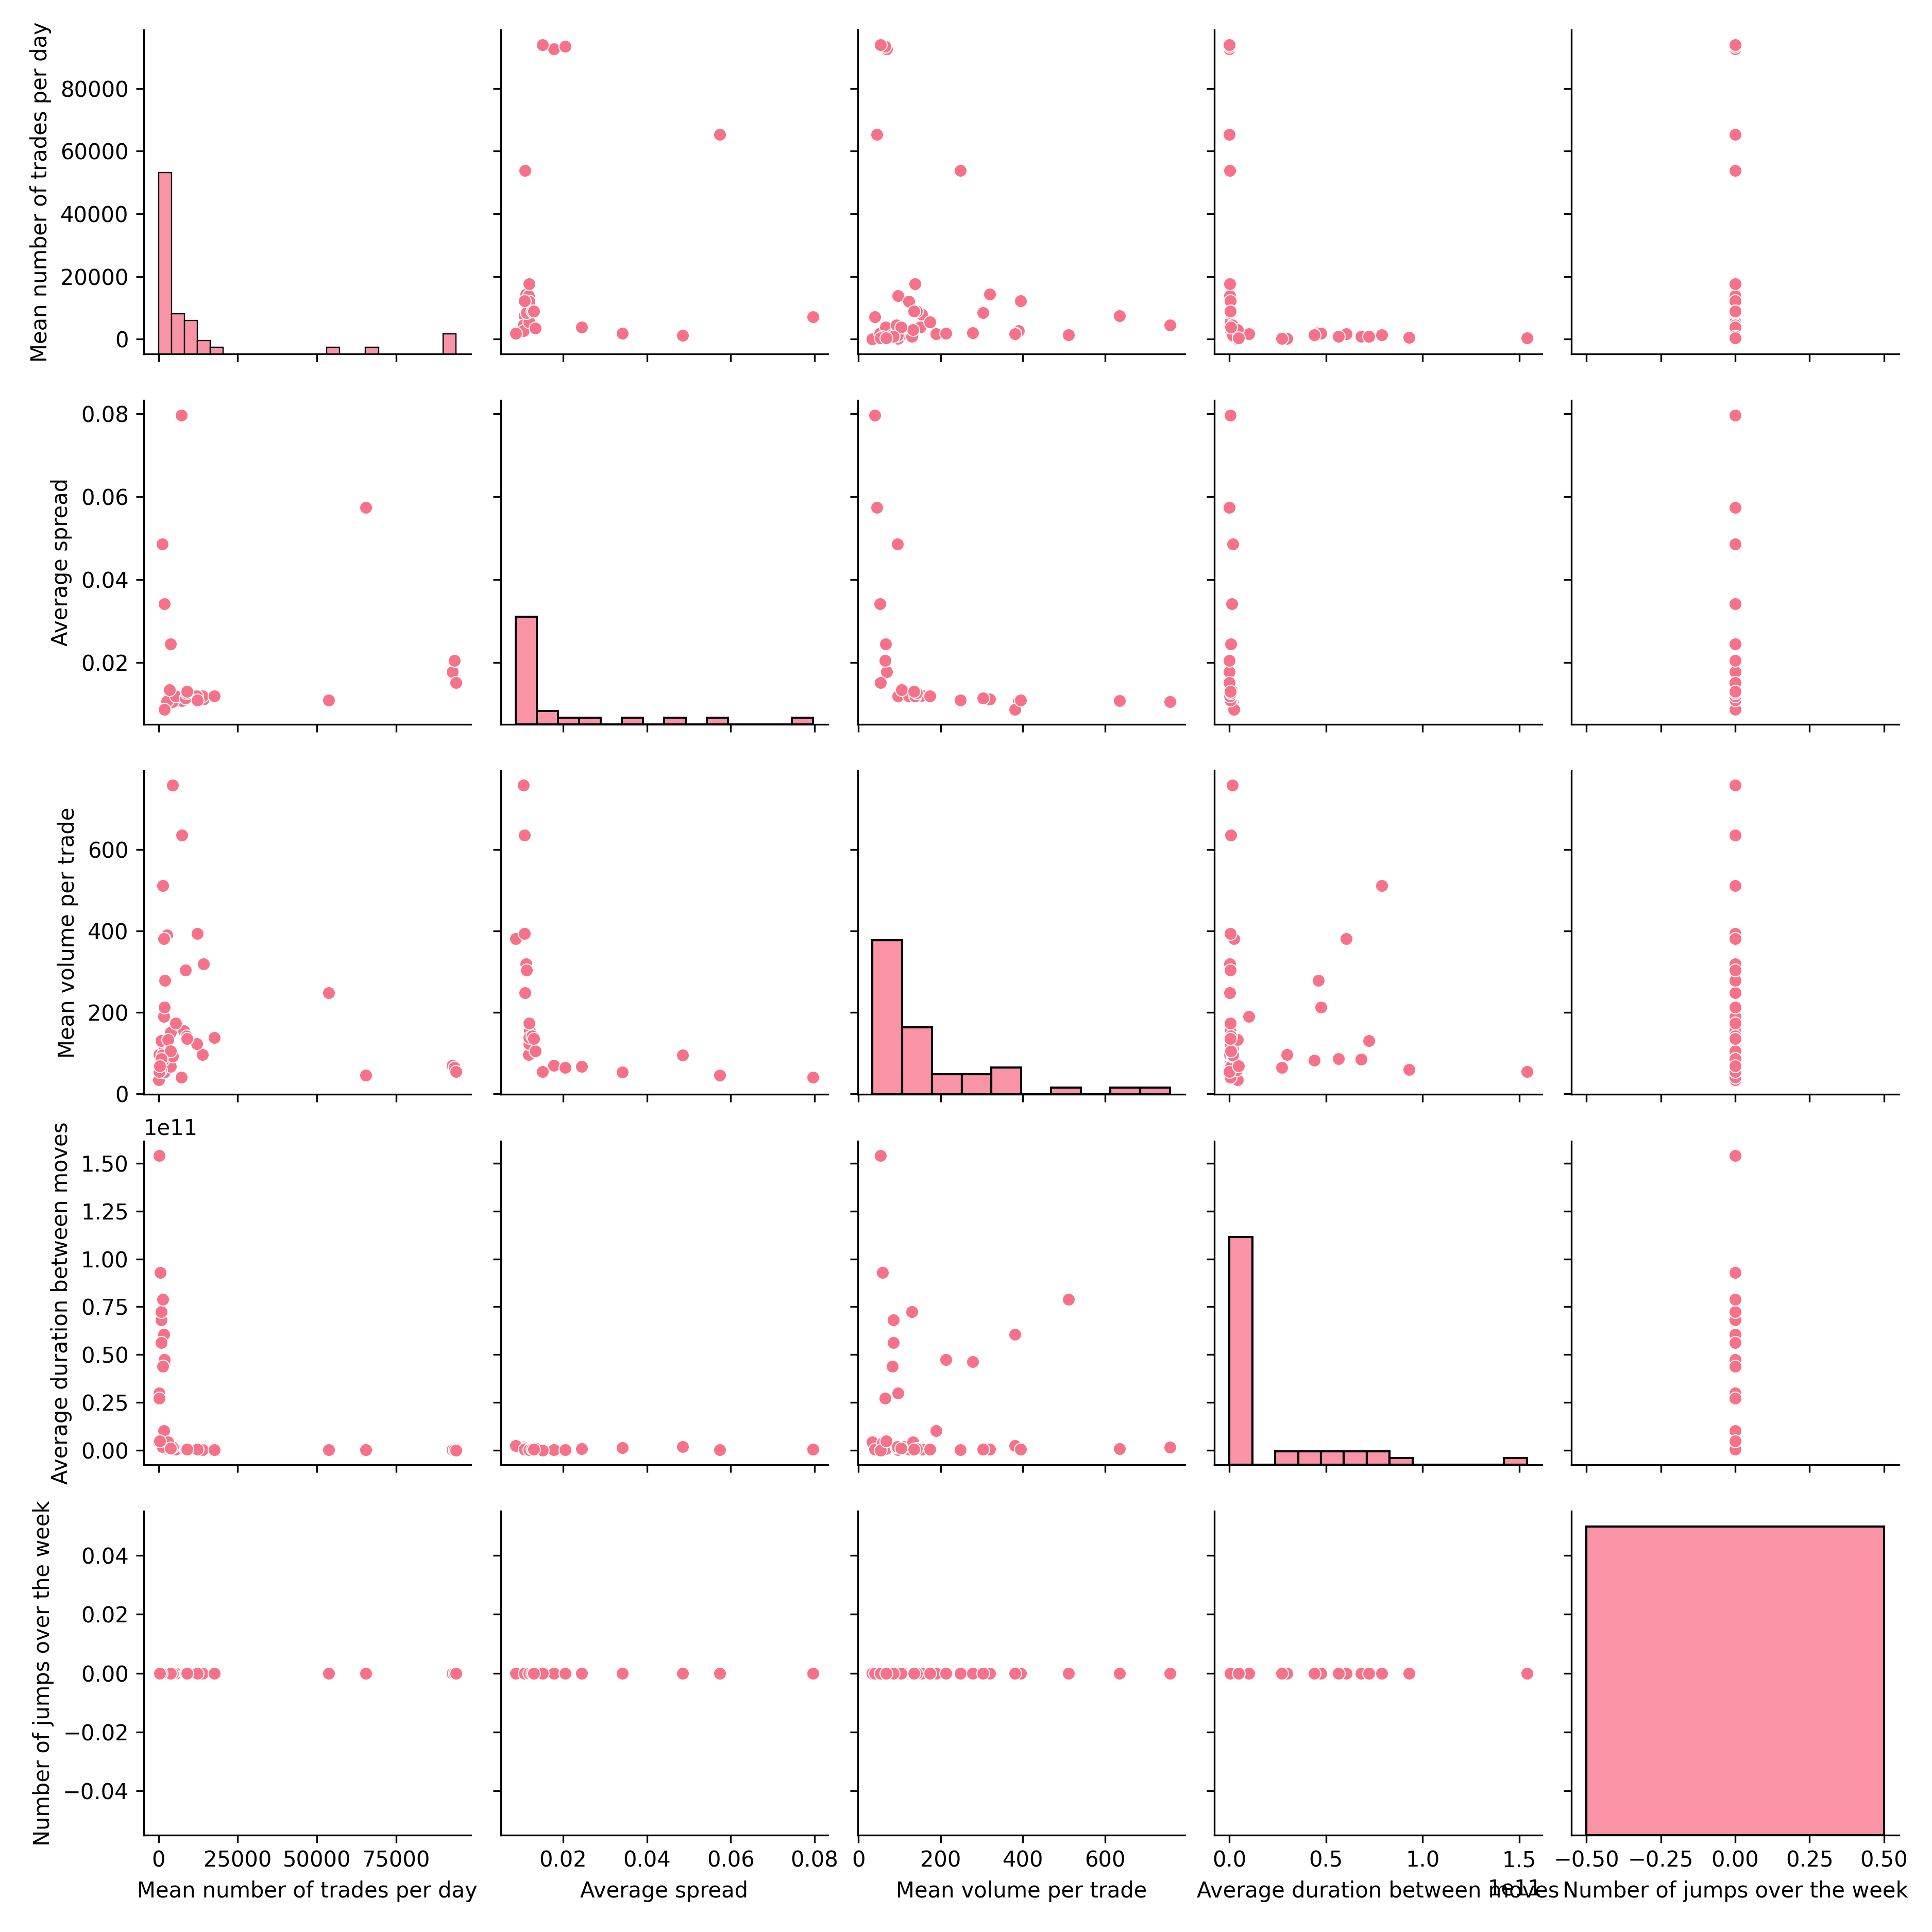 Mean number of trades per day
80000
60000
40000
20000
0
Average spread
0.08
0.06
0.04
0.02
Mean volume per trade
600
400
200
0
1e11
Average duration between moves
1.50
1.25
1.00
0.75
0.50
0.25
0.00
Number of jumps over the week
0.04
0.02
0.00
−0.02
−0.04
0 25000 50000 75000
0.02 0.04 0.06 0.08
0 200 400 600
0.0 0.5 1.0 1.5
−0.50 −0.25 0.00 0.25 0.50
Mean number of trades per day
Average spread
Mean volume per trade
Average duration between moves
1e11
Number of jumps over the week